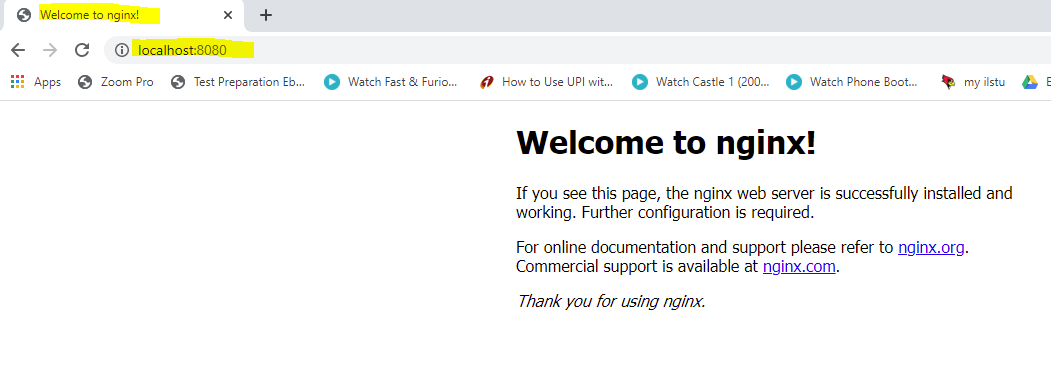 Welcome to nginx!
localhost:8080
Apps Zoom Pro Test Preparation Eb... Watch Fast & Furio... How to Use UPI wit... Watch Castle 1 (200... Watch Phone Boot... my ilstu
Welcome to nginx!
If you see this page, the nginx web server is successfully installed and
working. Further configuration is required.
For online documentation and support please refer to nginx.org.
Commercial support is available at nginx.com.
Thank you for using nginx.